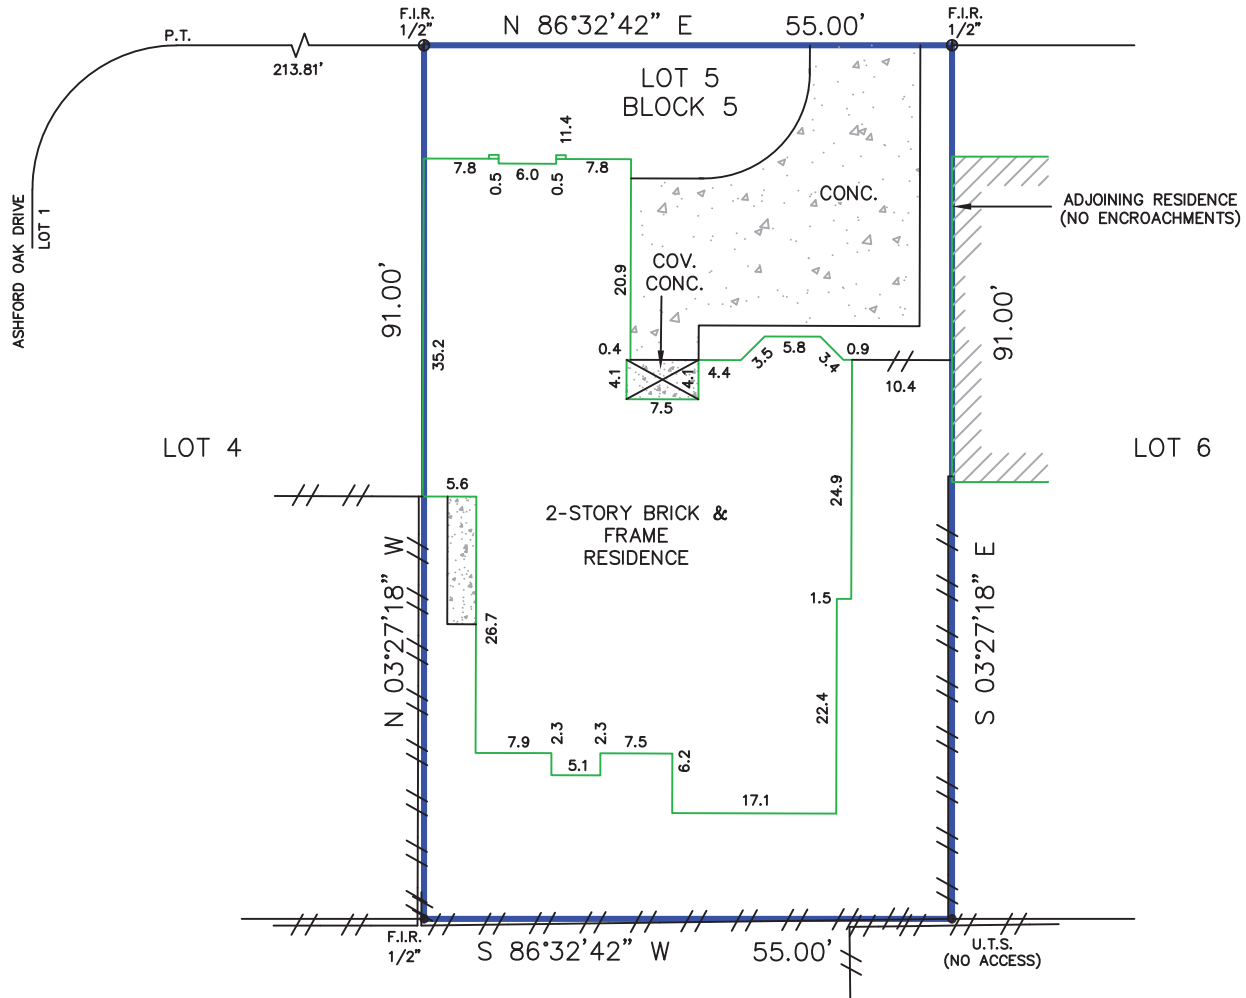 F.I.R.
1/2"
N 86°32'42" E 55.00'
F.I.R.
1/2"
P.T.
213.81'
LOT 5
BLOCK 5
11.4
7.8
0.5
6.0
0.5
7.8
CONC.
ADJOINING RESIDENCE
(NO ENCROACHMENTS)
ASHFORD OAK DRIVE
LOT 1
COV.
CONC.
20.9
91.00'
91.00'
35.2
0.4
4.1
4.1
7.5
4.4
3.5
5.8
3.4
0.9
10.4
LOT 4
LOT 6
5.6
24.9
2-STORY BRICK &
FRAME
RESIDENCE
N 03°27'18" W
S 03°27'18" E
1.5
26.7
22.4
7.9
2.3
5.1
2.3
7.5
6.2
17.1
F.I.R.
1/2"
S 86°32'42" W 55.00'
U.T.S.
(NO ACCESS)